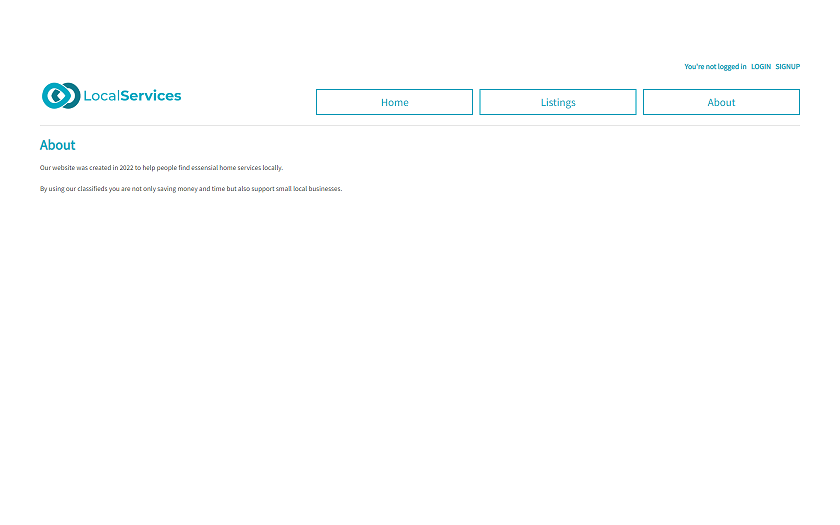 You're not logged in LOGIN SIGNUP
LocalServices
Home Listings About
About
Our website was created in 2022 to help people find essensial home services locally.
By using our classifieds you are not only saving money and time but also support small local businesses.